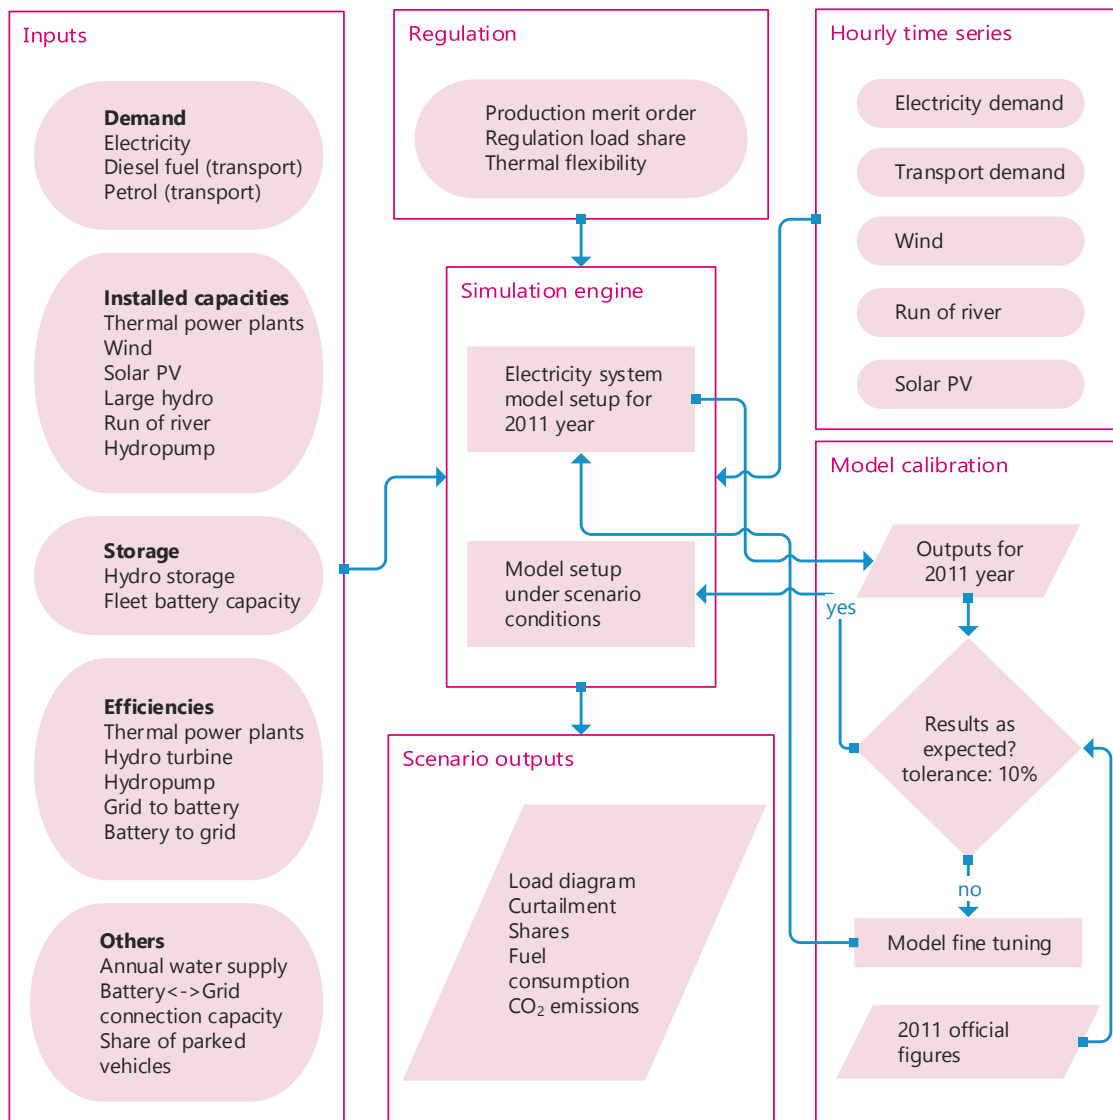 Inputs
Demand
Electricity
Diesel fuel (transport)
Petrol (transport)
Installed capacities
Thermal power plants
Wind
Solar PV
Large hydro
Run of river
Hydropump
Storage
Hydro storage
Fleet battery capacity
Efficiencies
Thermal power plants
Hydro turbine
Hydropump
Grid to battery
Battery to grid
Others
Annual water supply
Battery<->Grid
connection capacity
Share of parked
vehicles
Regulation
Production merit order
Regulation load share
Thermal flexibility
Simulation engine
Electricity system
model setup for
2011 year
Model setup
under scenario
conditions
Scenario outputs
Load diagram
Curtailment
Shares
Fuel
consumption
CO₂ emissions
Hourly time series
Electricity demand
Transport demand
Wind
Run of river
Solar PV
Model calibration
Outputs for
2011 year
yes
Results as
expected?
tolerance: 10%
no
Model fine tuning
2011 official
figures